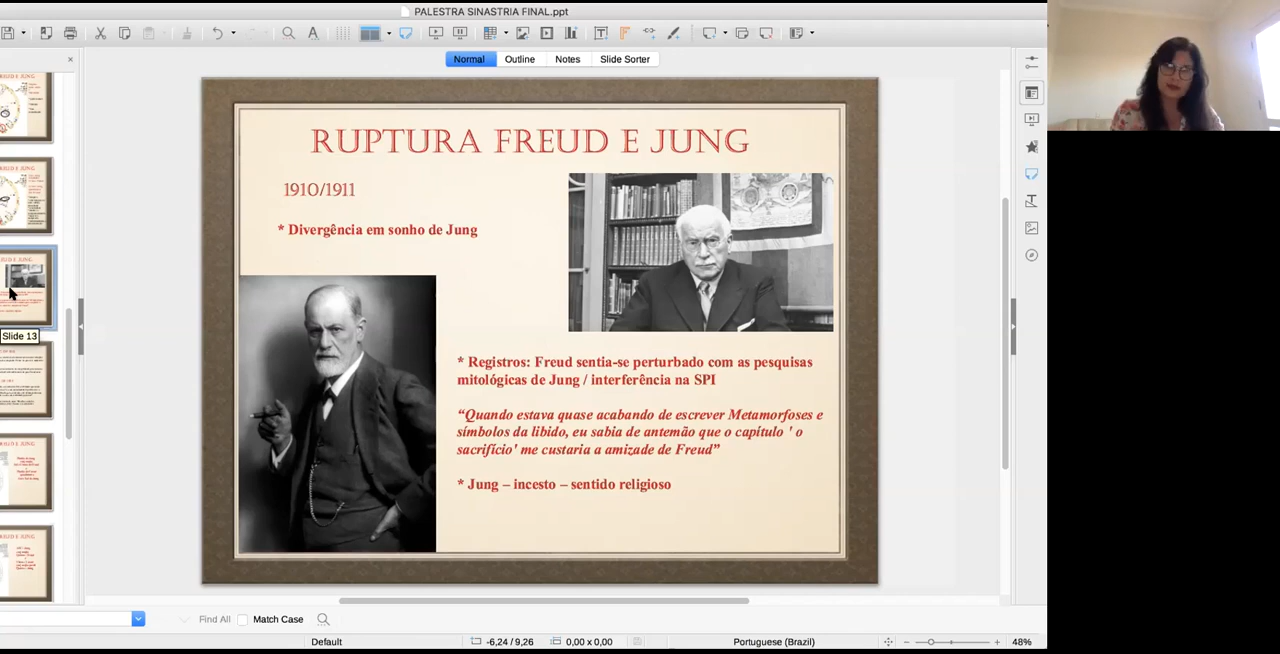 PALESTRA SINASTRIA FINAL.ppt
Normal
Outline
Notes
Slide Sorter
RUPTURA FREUD E JUNG
1910/1911
* Divergência em sonho de Jung
Slide 13
* Registros: Freud sentia-se perturbado com as pesquisas
mitológicas de Jung / interferência na SPI
“Quando estava quase acabando de escrever Metamorfoses e
símbolos da libido, eu sabia de antemão que o capítulo ' o
sacrifício' me custaria a amizade de Freud”
* Jung – incesto – sentido religioso
Find All
Match Case
Default
-6,24 / 9,26
0,00 x 0,00
Portuguese (Brazil)
48%